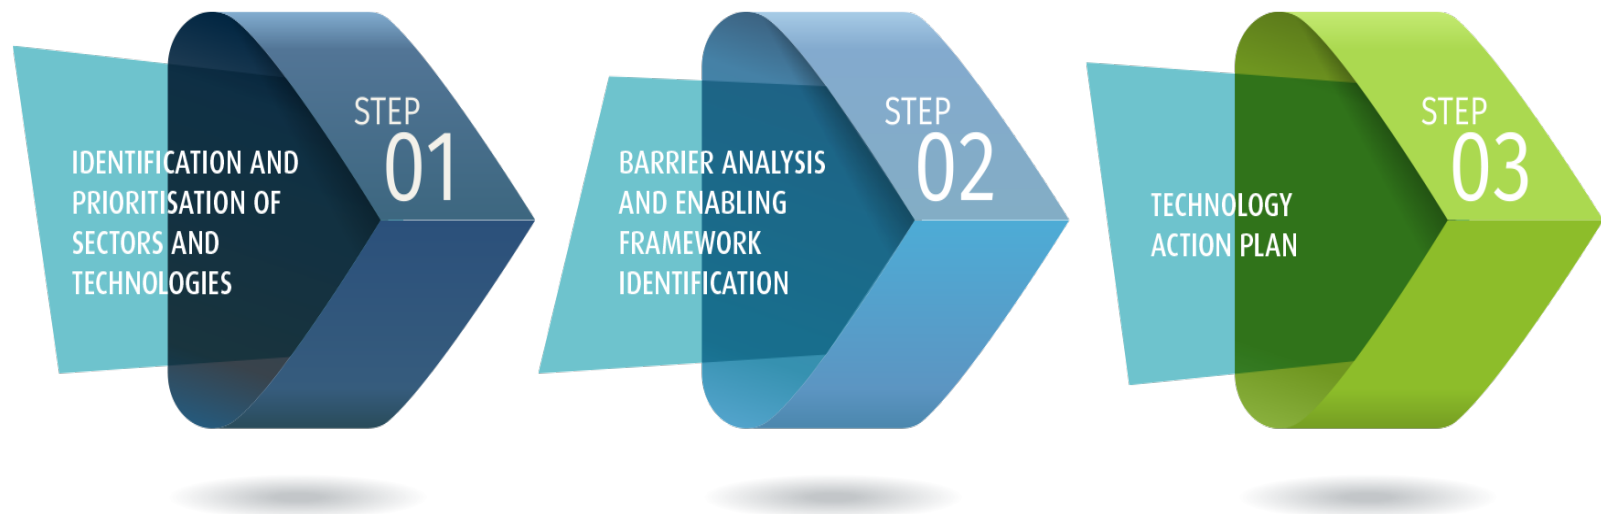 STEP
01
IDENTIFICATION AND
PRIORITISATION OF
SECTORS AND
TECHNOLOGIES
STEP
02
BARRIER ANALYSIS
AND ENABLING
FRAMEWORK
IDENTIFICATION
STEP
03
TECHNOLOGY
ACTION PLAN